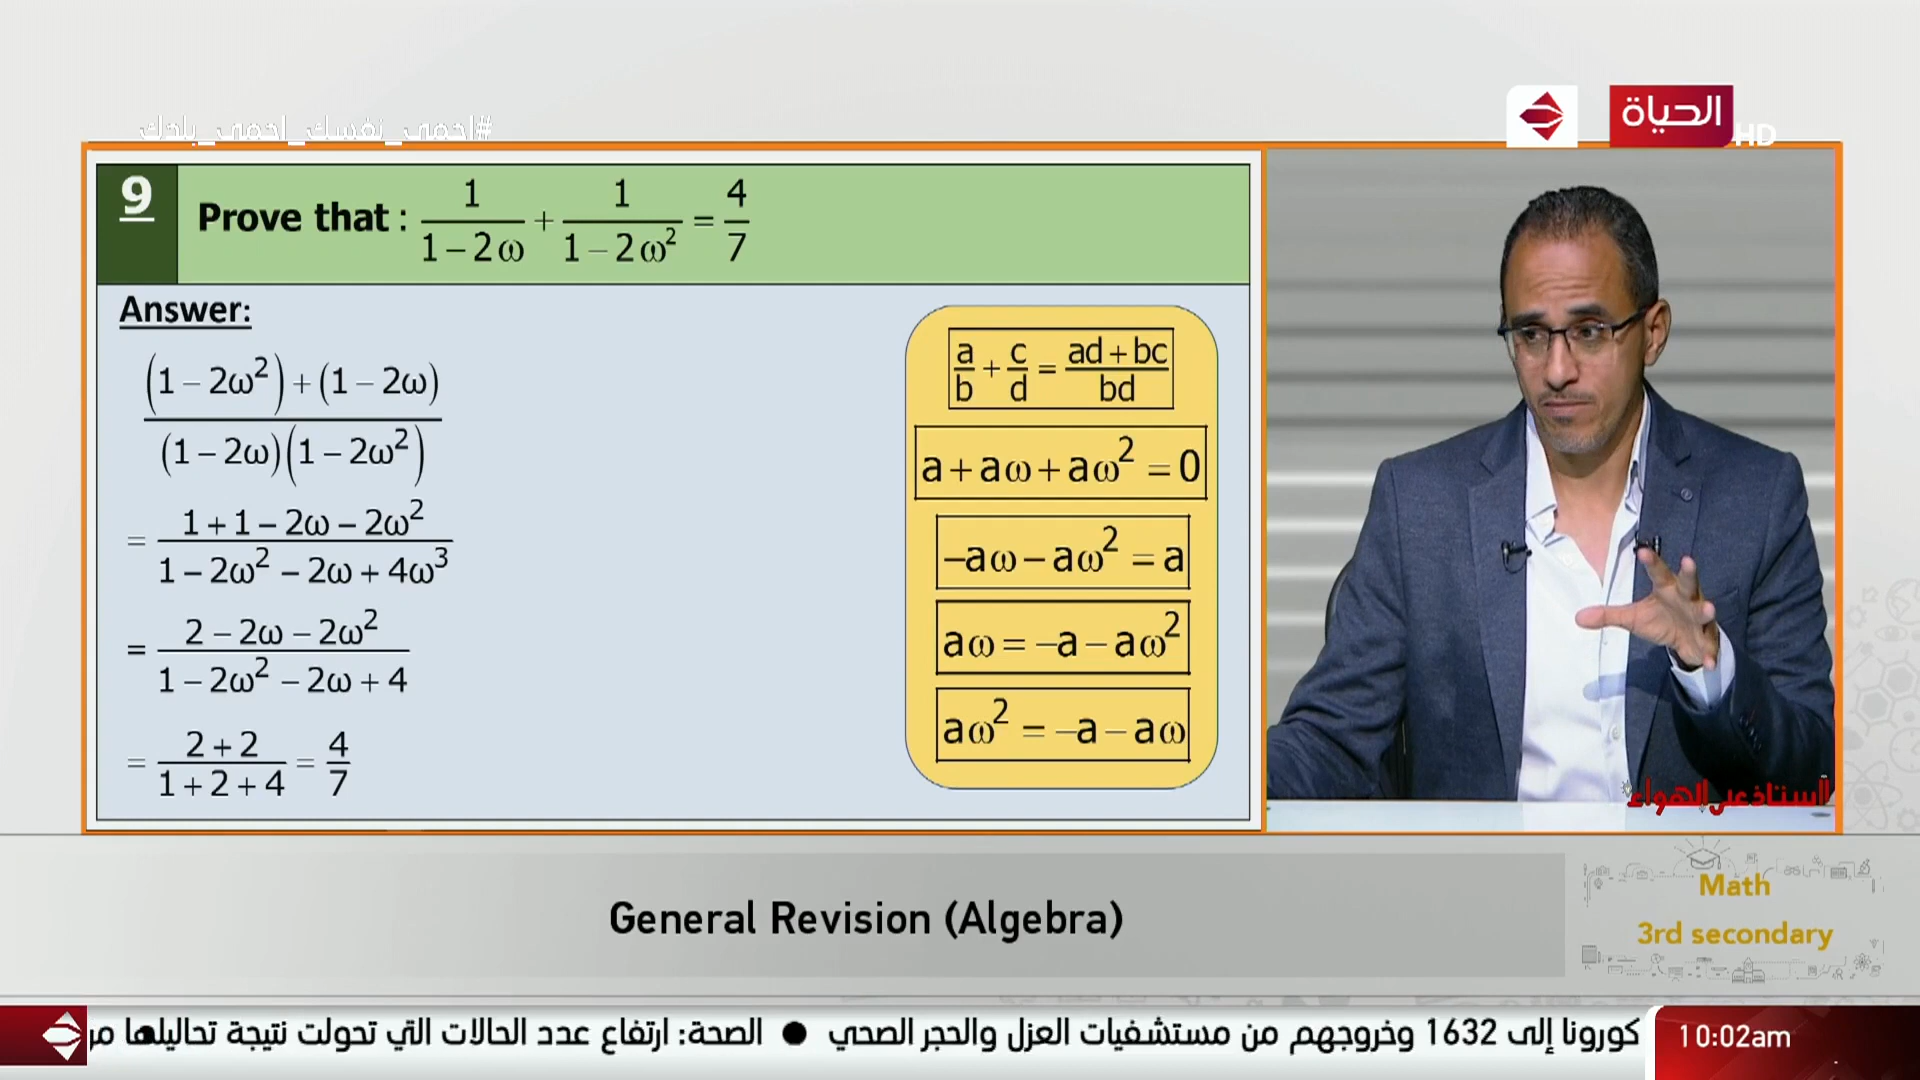 #احمي_نفسك_احمي_بلدك
الحياة
HD
9
Prove that : 1/(1 – 2ω) + 1/(1 – 2ω²) = 4/7
Answer:
((1 – 2ω²) + (1 – 2ω)) / ((1 – 2ω)(1 – 2ω²))
= (1 + 1 – 2ω – 2ω²) / (1 – 2ω² – 2ω + 4ω³)
= (2 – 2ω – 2ω²) / (1 – 2ω² – 2ω + 4)
= (2 + 2) / (1 + 2 + 4) = 4/7
a/b + c/d = (ad + bc)/bd
a + aω + aω² = 0
–aω – aω² = a
aω = –a – aω²
aω² = –a – aω
General Revision (Algebra)
Math
3rd secondary
كورونا إلى 1632 وخروجهم من مستشفيات العزل والحجر الصحي ● الصحة: ارتفاع عدد الحالات التي تحولت نتيجة تحاليلها
10:02am